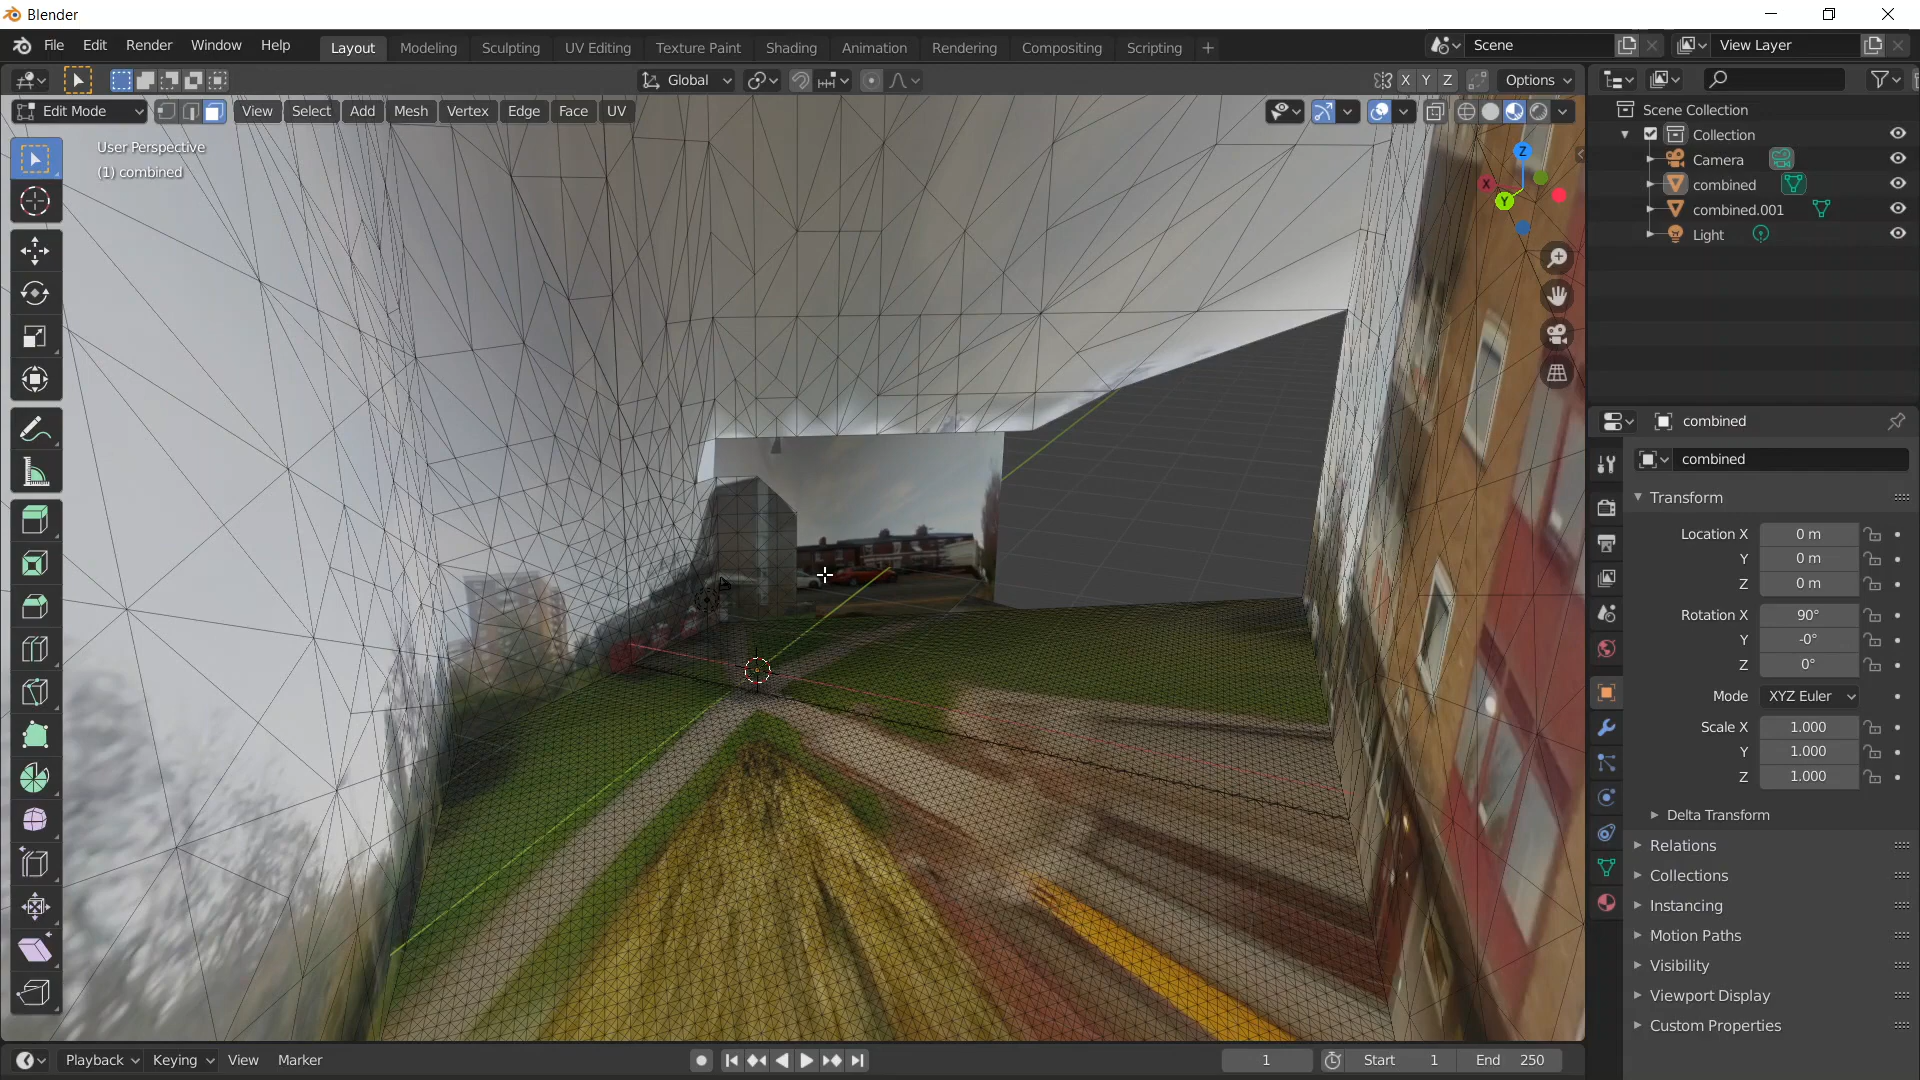 Blender
File Edit Render Window Help Layout Modeling Sculpting UV Editing Texture Paint Shading Animation Rendering Compositing Scripting + Scene View Layer
Global X Y Z Options
Edit Mode View Select Add Mesh Vertex Edge Face UV
User Perspective
(1) combined
Z
X
Y
Scene Collection
Collection
Camera
combined
combined.001
Light
combined
combined
Transform
Location X 0 m
Y 0 m
Z 0 m
Rotation X 90°
Y -0°
Z 0°
Mode XYZ Euler
Scale X 1.000
Y 1.000
Z 1.000
Delta Transform
Relations
Collections
Instancing
Motion Paths
Visibility
Viewport Display
Custom Properties
Playback Keying View Marker 1 Start 1 End 250